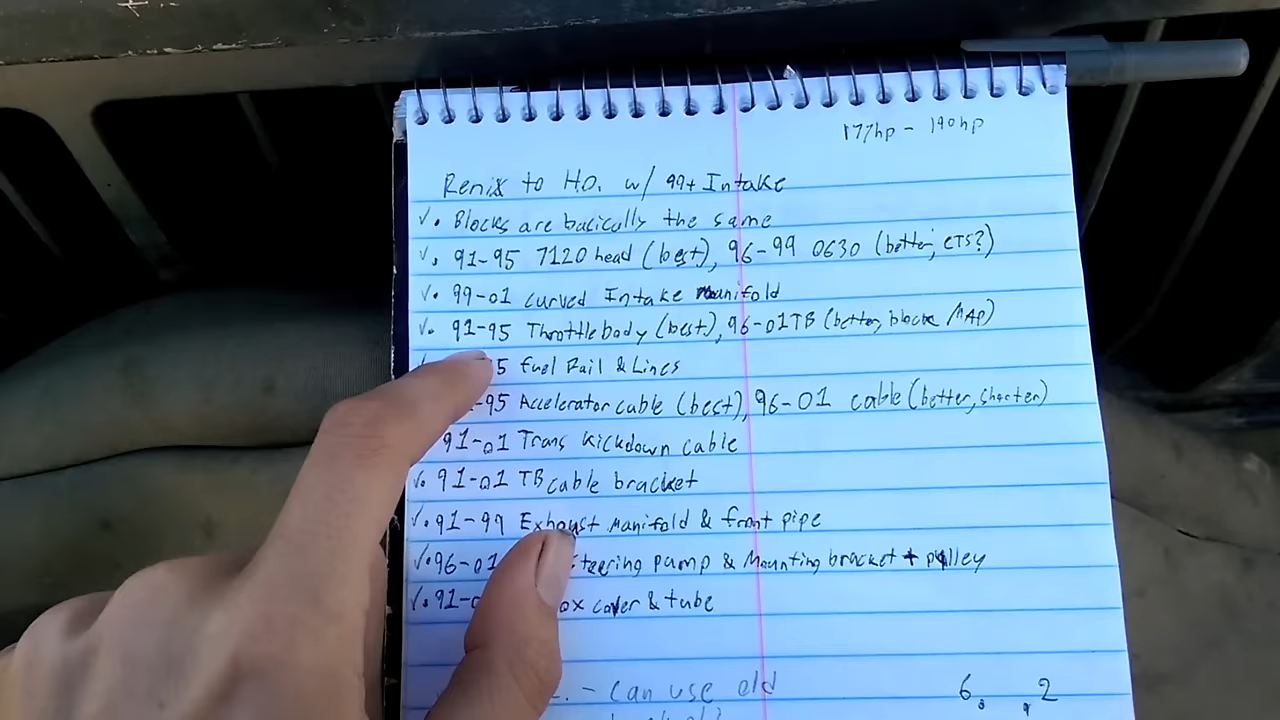 177hp - 190hp
Renix to H.O. w/ 99+ Intake
✓. Blocks are basically the same
✓. 91-95 7120 head (best), 96-99 0630 (better, CTS?)
✓. 99-01 curved Intake Manifold
✓. 91-95 Throttle body (best), 96-01 TB (better, block MAP)
5 Fuel Rail & Lines
-95 Accelerator cable (best), 96-01 cable (better, shorter)
91-01 Trans Kickdown cable
✓. 91-01 TB cable bracket
✓. 91-99 Exhaust Manifold & front pipe
✓. 96-01 teering pump & Mounting bracket + pulley
✓. 91- ox cover & tube
- Can use old
6. .2